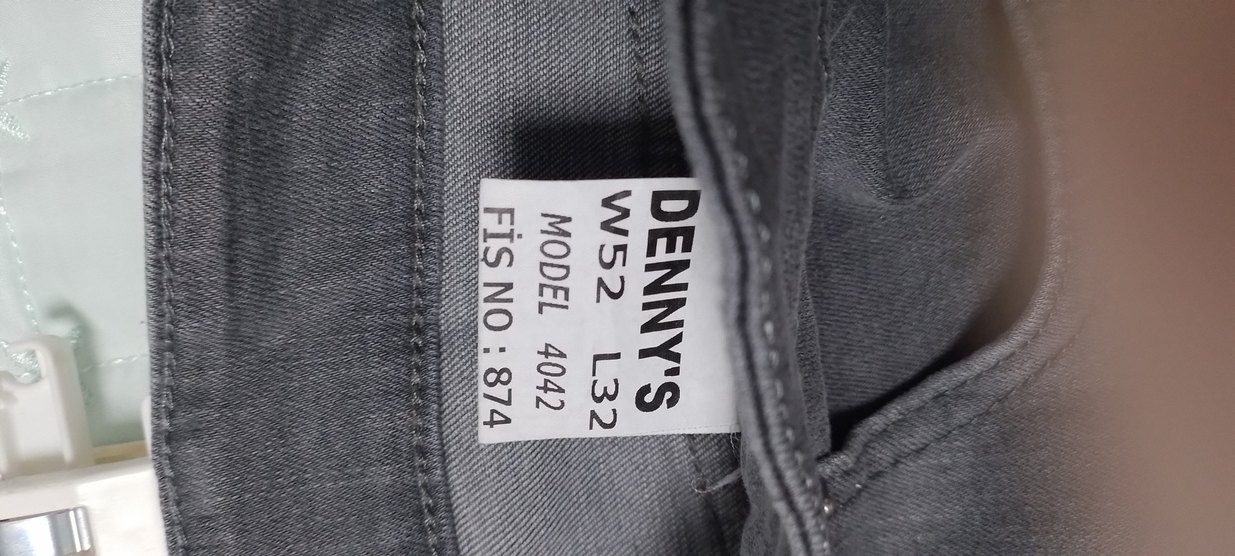 DENNY'S
W52 L32
MODEL 4042
FİŞ NO : 874